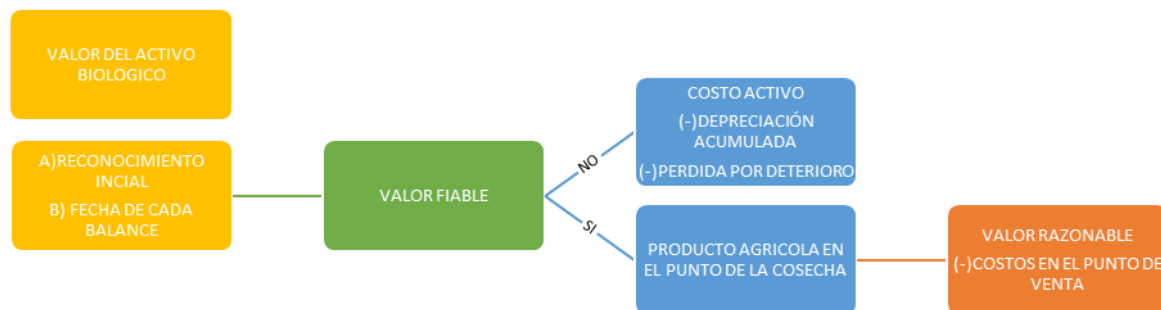 VALOR DEL ACTIVO
BIOLOGICO
A)RECONOCIMIENTO
INCIAL
B) FECHA DE CADA
BALANCE
VALOR FIABLE
NO
SI
COSTO ACTIVO
(-)DEPRECIACIÓN
ACUMULADA
(-)PERDIDA POR DETERIORO
PRODUCTO AGRICOLA EN
EL PUNTO DE LA COSECHA
VALOR RAZONABLE
(-)COSTOS EN EL PUNTO DE
VENTA